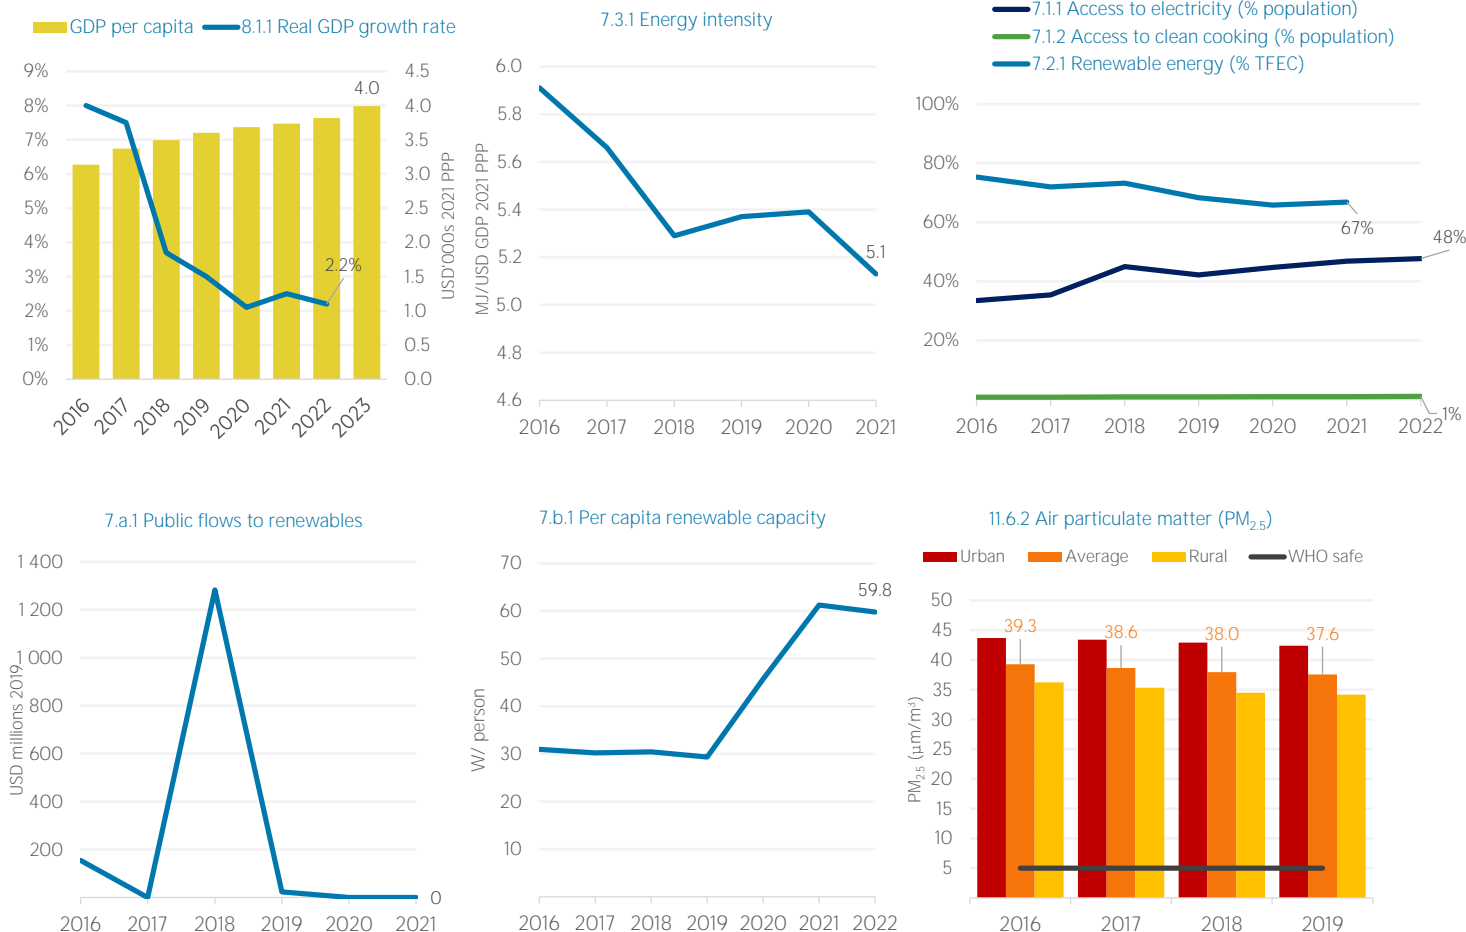 GDP per capita 8.1.1 Real GDP growth rate
9% 4.5
4.0
8% 4.0
7% 3.5
6% 3.0
5% 2.5
4% 2.0
2.2%
3% 1.5
2% 1.0
1% 0.5
0% 0.0
USD'000s 2021 PPP
2016 2017 2018 2019 2020 2021 2022 2023
7.3.1 Energy intensity
6.0
5.8
5.6
5.4
5.2
5.0
4.8
4.6
MJ/USD GDP 2021 PPP
5.1
2016 2017 2018 2019 2020 2021
7.1.1 Access to electricity (% population)
7.1.2 Access to clean cooking (% population)
7.2.1 Renewable energy (% TFEC)
100%
80%
60%
40%
20%
67%
48%
1%
2016 2017 2018 2019 2020 2021 2022
7.a.1 Public flows to renewables
1 400
1 200
1 000
800
600
400
200
USD millions 2019
0
2016 2017 2018 2019 2020 2021
7.b.1 Per capita renewable capacity
70
60
50
40
30
20
10
W/ person
59.8
2016 2017 2018 2019 2020 2021 2022
11.6.2 Air particulate matter (PM2.5)
Urban Average Rural WHO safe
50
45
40
35
30
25
20
15
10
5
PM2.5 (μm/m³)
39.3 38.6 38.0 37.6
2016 2017 2018 2019